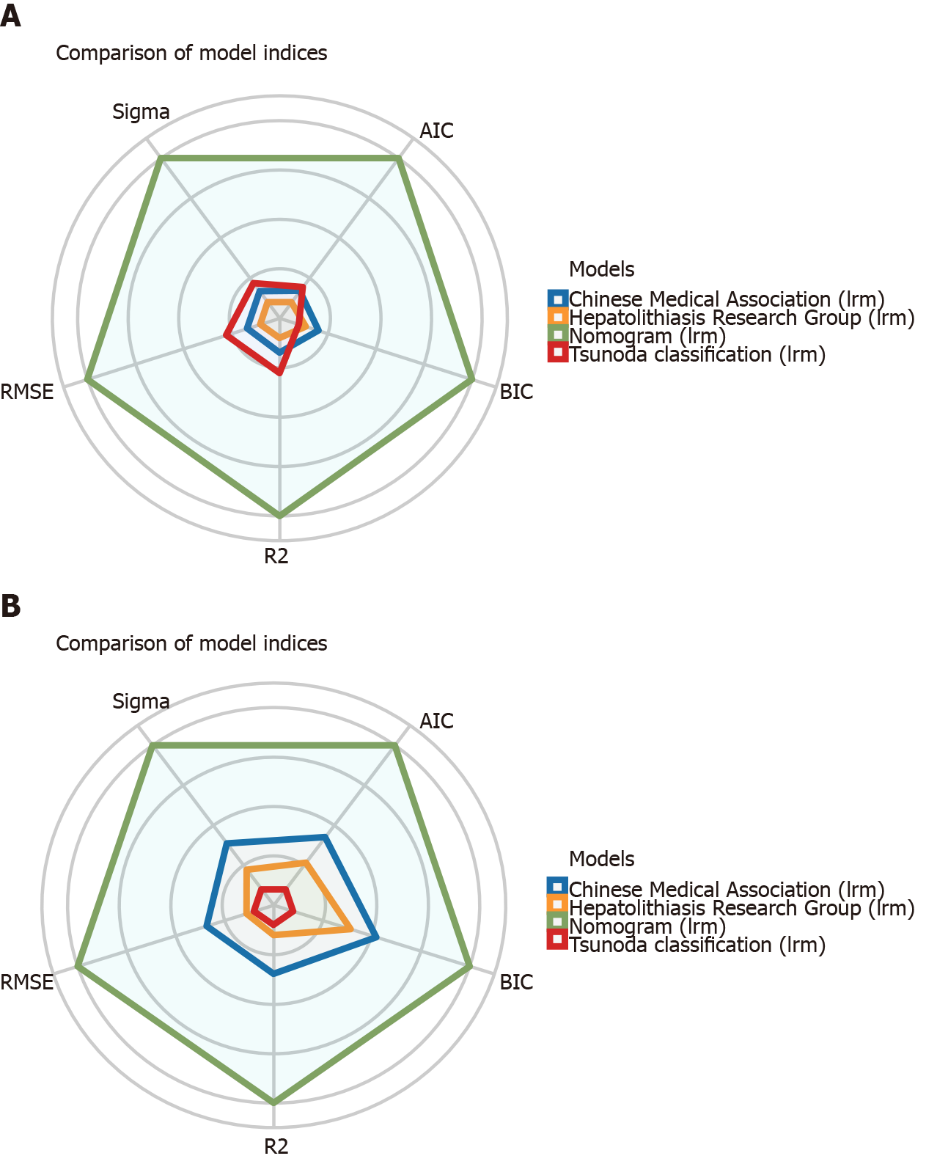 A
Comparison of model indices
Sigma
AIC
RMSE
BIC
R2
Models
Chinese Medical Association (lrm)
Hepatolithiasis Research Group (lrm)
Nomogram (lrm)
Tsunoda classification (lrm)
B
Comparison of model indices
Sigma
AIC
RMSE
BIC
R2
Models
Chinese Medical Association (lrm)
Hepatolithiasis Research Group (lrm)
Nomogram (lrm)
Tsunoda classification (lrm)